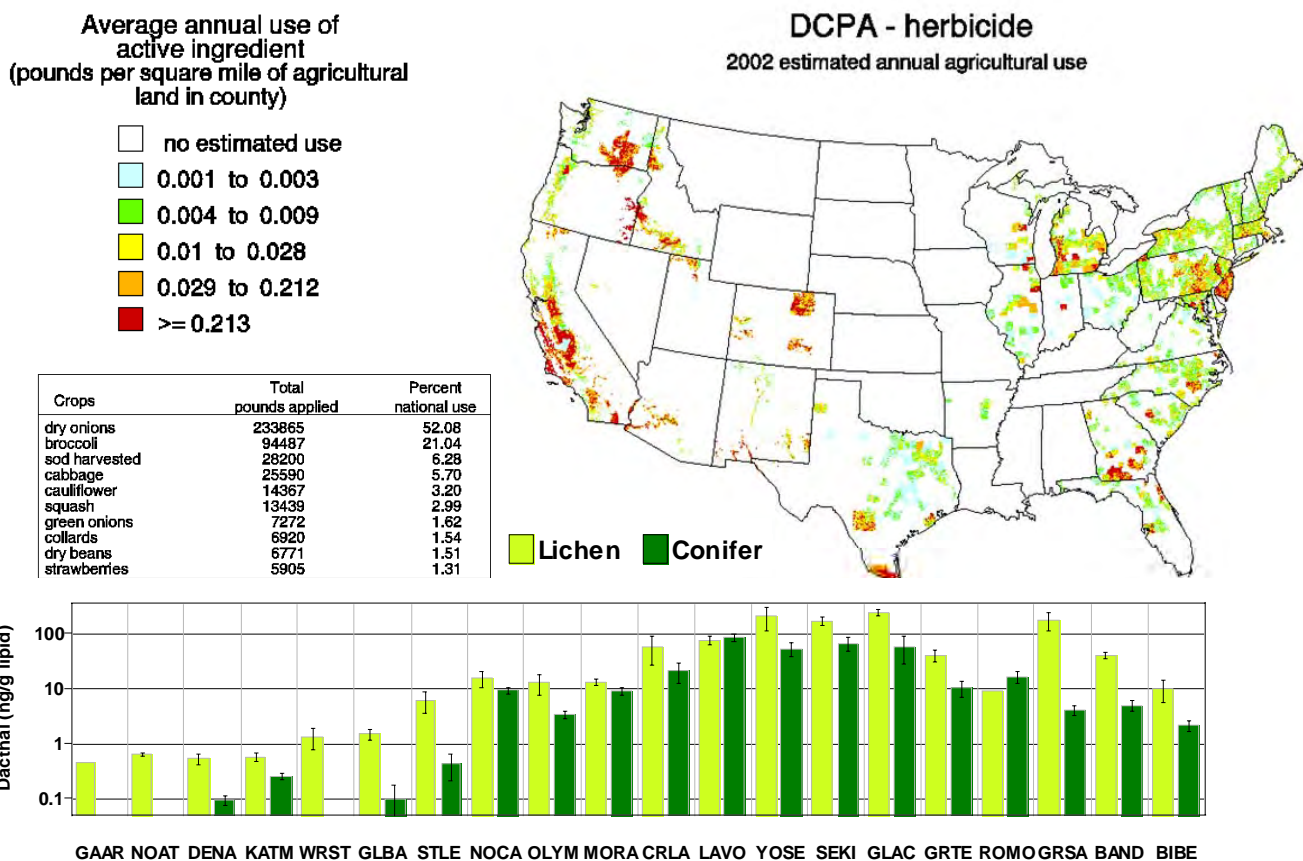 Average annual use of
active ingredient
(pounds per square mile of agricultural
land in county)
no estimated use
0.001 to 0.003
0.004 to 0.009
0.01 to 0.028
0.029 to 0.212
>= 0.213
DCPA - herbicide
2002 estimated annual agricultural use
Crops Total pounds applied Percent national use
dry onions 233865 52.08
broccoli 94487 21.04
sod harvested 28200 6.28
cabbage 25590 5.70
cauliflower 14367 3.20
squash 13439 2.99
green onions 7272 1.62
collards 6920 1.54
dry beans 6771 1.51
strawberries 5905 1.31
Lichen Conifer
Dacthal (ng/g lipid)
100
10
1
0.1
GAAR NOAT DENA KATM WRST GLBA STLE NOCA OLYM MORA CRLA LAVO YOSE SEKI GLAC GRTE ROMO GRSA BAND BIBE